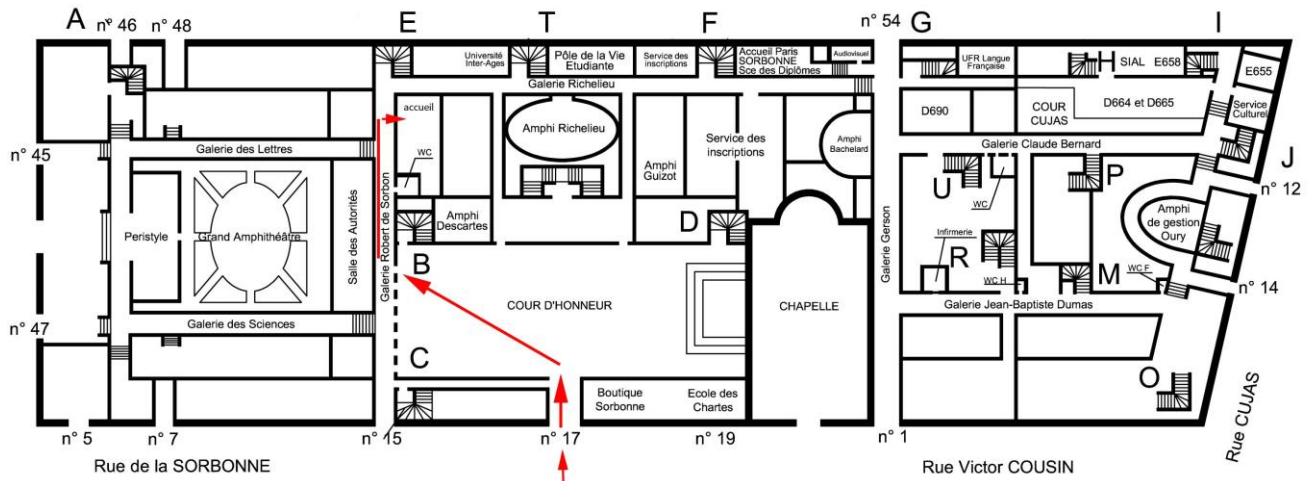 A
n° 46
n° 48
E
T
F
n° 54
G
I
Université
Inter-Ages
Pôle de la Vie
Etudiante
Service des
inscriptions
Accueil Paris
SORBONNE
Sce des Diplômes
Audiovisuel
UFR Langue
Française
H
SIAL E658
E655
Galerie Richelieu
accueil
Amphi Richelieu
Service des
inscriptions
Amphi
Bachelard
D690
COUR
CUJAS
D664 et D665
Service
Culturel
n° 45
Galerie des Lettres
WC
Amphi
Guizot
Galerie Claude Bernard
J
n° 12
U
WC
P
Peristyle
Grand Amphithéâtre
Salle des Autorités
Galerie Robert de Sorbon
Amphi
Descartes
D
Galerie Gerson
Infirmerie
Amphi
de gestion
Oury
B
R
WC H
M
WC F
n° 14
COUR D'HONNEUR
CHAPELLE
Galerie Jean-Baptiste Dumas
n° 47
Galerie des Sciences
C
O
Boutique
Sorbonne
Ecole des
Chartes
n° 5
n° 7
n° 15
n° 17
n° 19
n° 1
Rue de la SORBONNE
Rue Victor COUSIN
Rue CUJAS